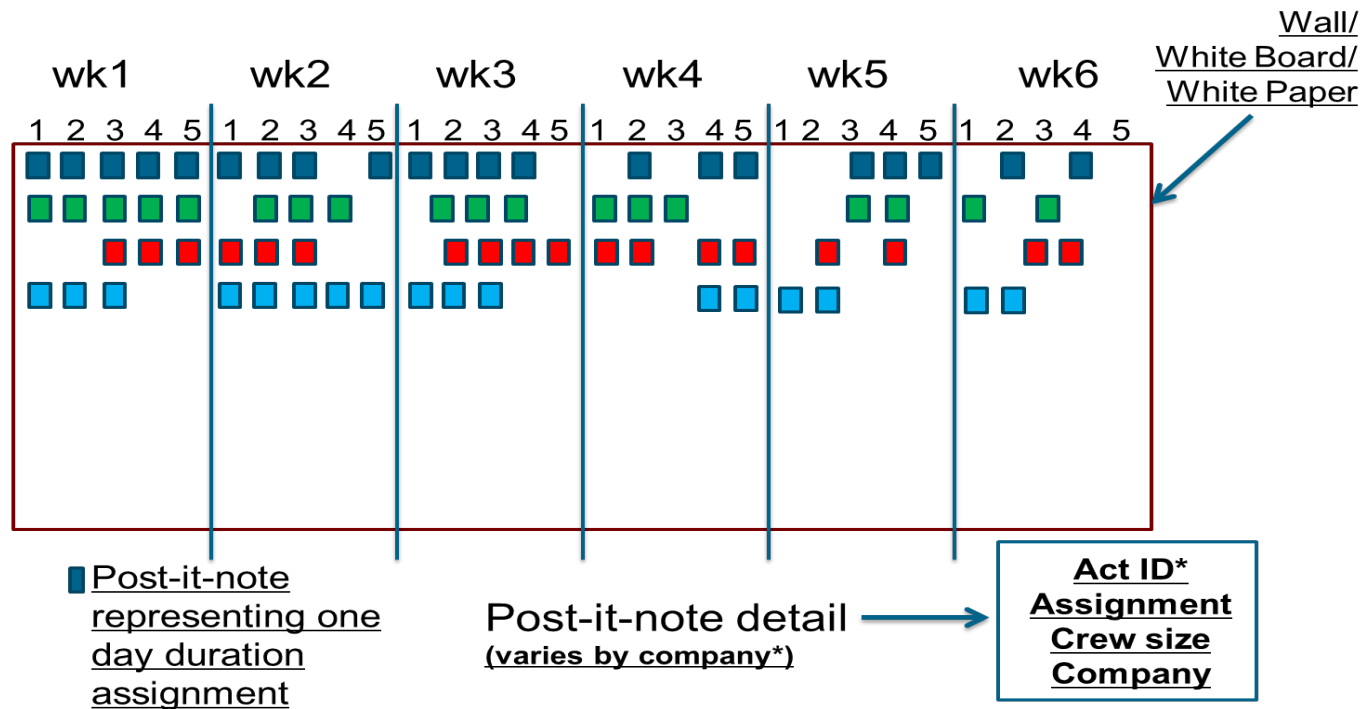 Wall/
White Board/
White Paper
wk1 wk2 wk3 wk4 wk5 wk6
1 2 3 4 5 1 2 3 4 5 1 2 3 4 5 1 2 3 4 5 1 2 3 4 5 1 2 3 4 5
Post-it-note
representing one
day duration
assignment
Post-it-note detail
(varies by company*)
Act ID*
Assignment
Crew size
Company